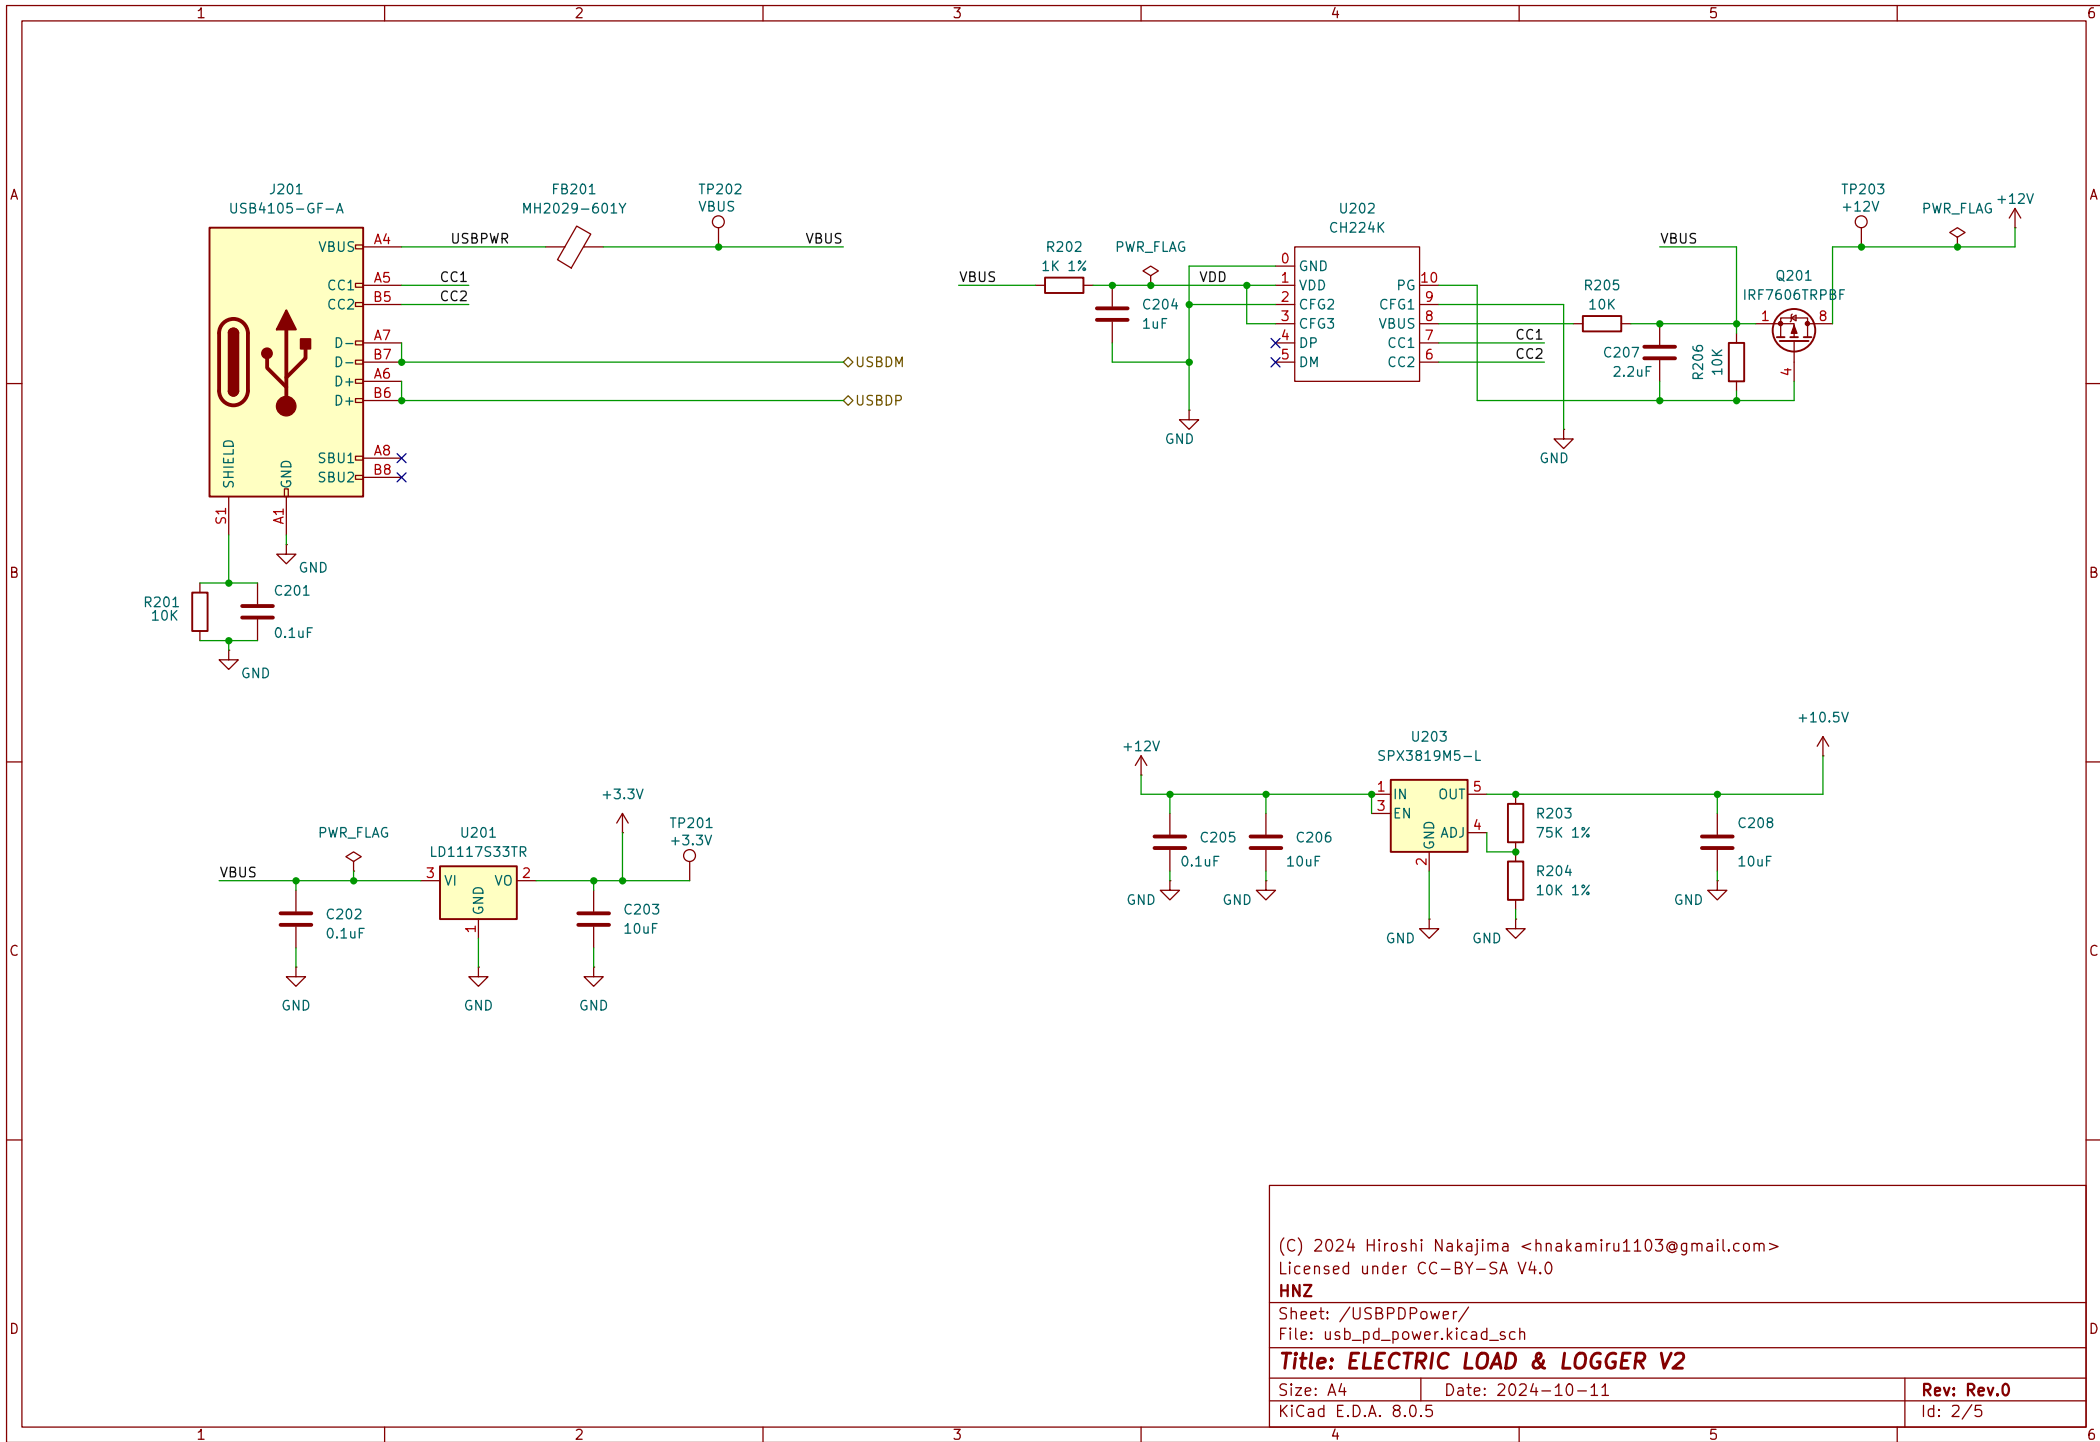 1 2 3 4 5 6
A A
B B
C C
D D
J201
USB4105-GF-A
VBUS A4
CC1 A5
CC2 B5
D- A7
D- B7
D+ A6
D+ B6
SBU1 A8
SBU2 B8
SHIELD
GND
S1
A1
USBPWR
CC1
CC2
FB201
MH2029-601Y
TP202
VBUS
VBUS
USBDM
USBDP
GND
R201
10K
C201
0.1uF
GND
VBUS
R202
1K 1%
PWR_FLAG
VDD
C204
1uF
GND
U202
CH224K
0 GND
1 VDD
2 CFG2
3 CFG3
4 DP
5 DM
PG 10
CFG1 9
VBUS 8
CC1 7
CC2 6
CC1
CC2
GND
R205
10K
VBUS
C207
2.2uF
R206
10K
Q201
IRF7606TRPBF
1
8
4
TP203
+12V
PWR_FLAG
+12V
VBUS
PWR_FLAG
C202
0.1uF
GND
U201
LD1117S33TR
3 VI
VO 2
GND
1
GND
+3.3V
TP201
+3.3V
C203
10uF
GND
+12V
C205
0.1uF
GND
C206
10uF
GND
U203
SPX3819M5-L
1 IN
3 EN
OUT 5
ADJ 4
GND
2
GND
R203
75K 1%
R204
10K 1%
GND
C208
10uF
GND
+10.5V
(C) 2024 Hiroshi Nakajima <hnakamiru1103@gmail.com>
Licensed under CC-BY-SA V4.0
HNZ
Sheet: /USBPDPower/
File: usb_pd_power.kicad_sch
Title: ELECTRIC LOAD & LOGGER V2
Size: A4 Date: 2024-10-11 Rev: Rev.0
KiCad E.D.A. 8.0.5 Id: 2/5
1 2 3 4 5 6